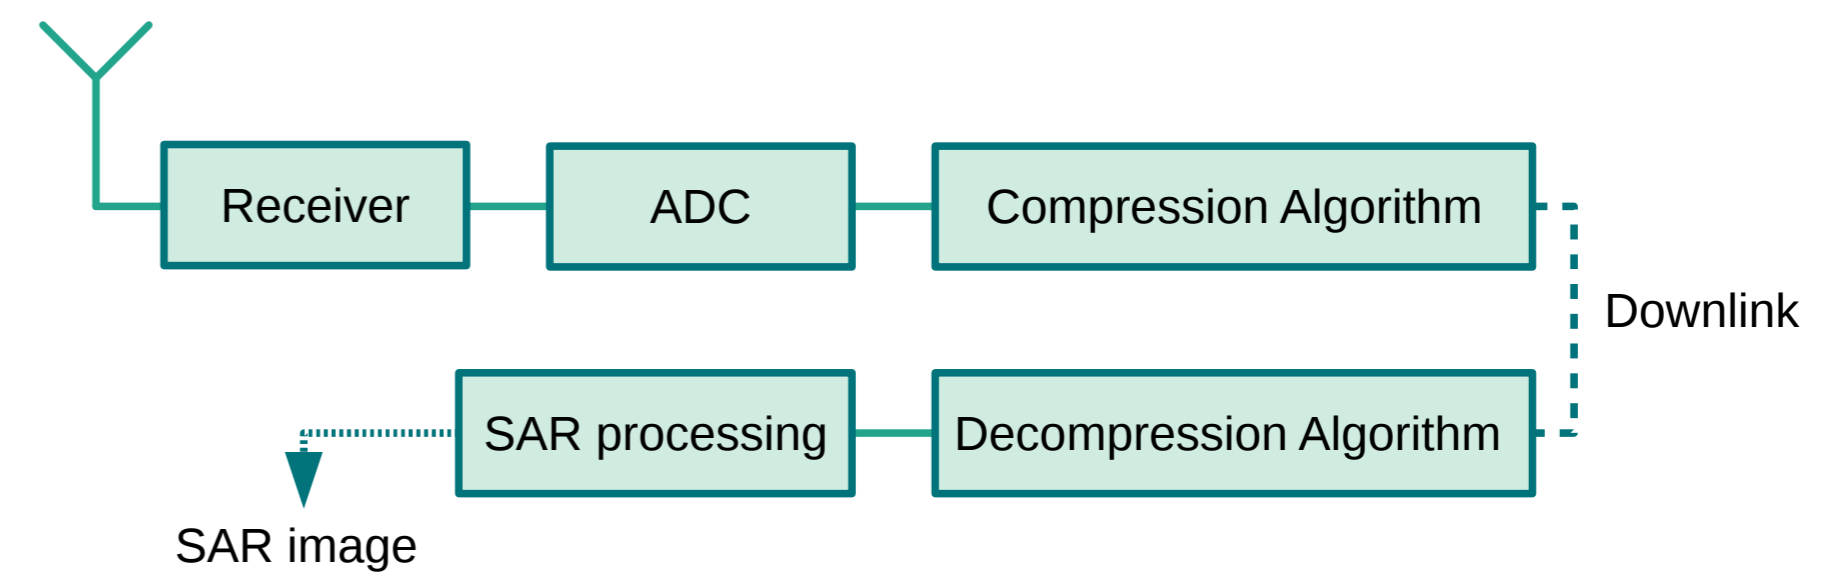 Receiver
ADC
Compression Algorithm
Downlink
SAR processing
Decompression Algorithm
SAR image